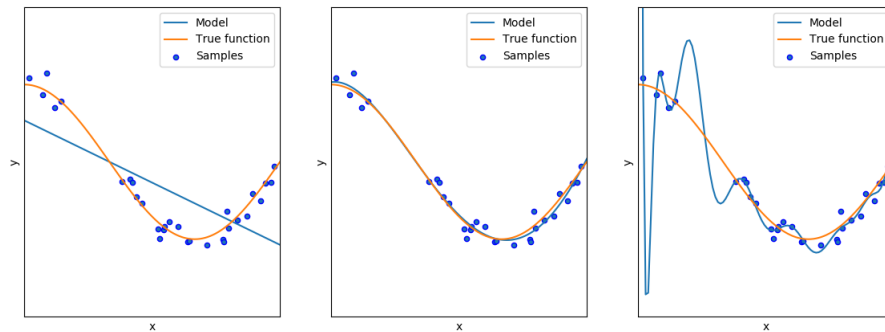 Model
True function
Samples
y
x
Model
True function
Samples
y
x
Model
True function
Samples
y
x